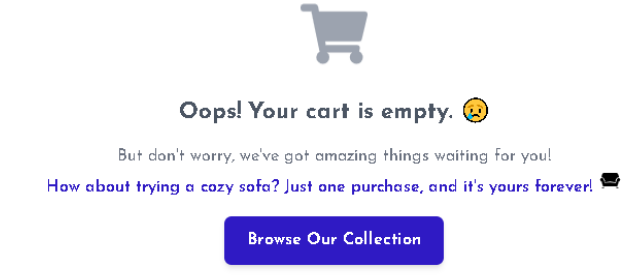 Oops! Your cart is empty. 😥
But don't worry, we've got amazing things waiting for you!
How about trying a cozy sofa? Just one purchase, and it's yours forever! 🛋
Browse Our Collection